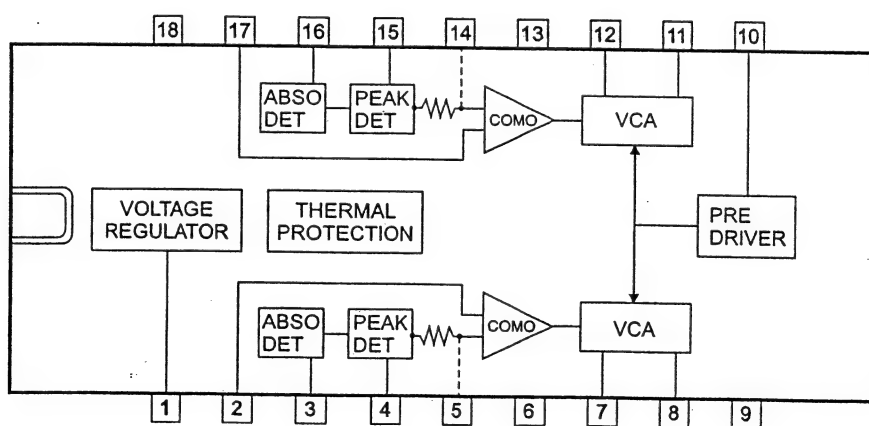 18 17 16 15 14 13 12 11 10
ABSO
DET
PEAK
DET
COMO
VCA
VOLTAGE
REGULATOR
THERMAL
PROTECTION
PRE
DRIVER
ABSO
DET
PEAK
DET
COMO
VCA
1 2 3 4 5 6 7 8 9